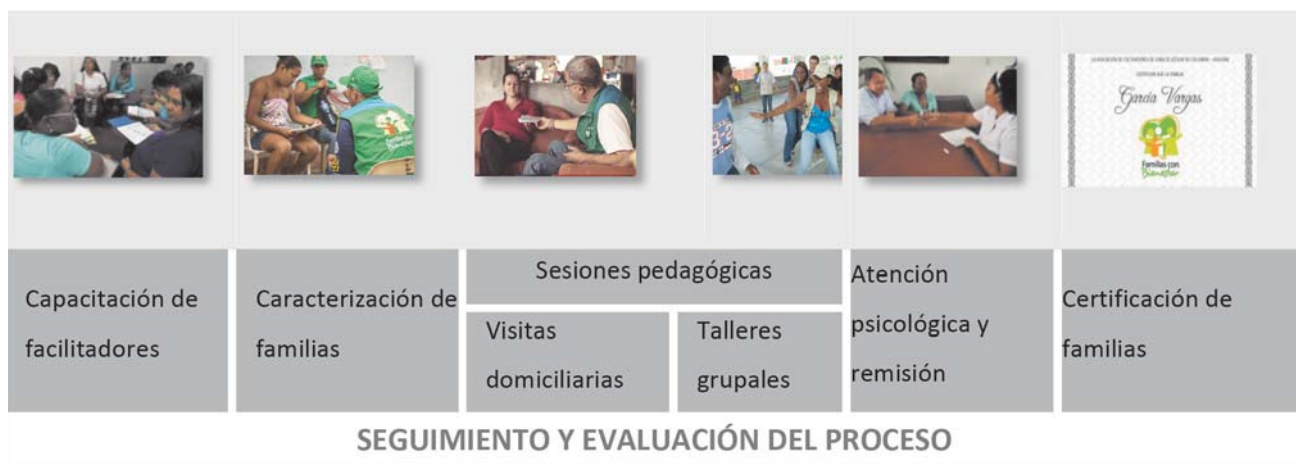 García Vargas
Familias con
Bienestar
Capacitación de
facilitadores
Caracterización de
familias
Sesiones pedagógicas
Visitas
domiciliarias
Talleres
grupales
Atención
psicológica y
remisión
Certificación de
familias
SEGUIMIENTO Y EVALUACIÓN DEL PROCESO